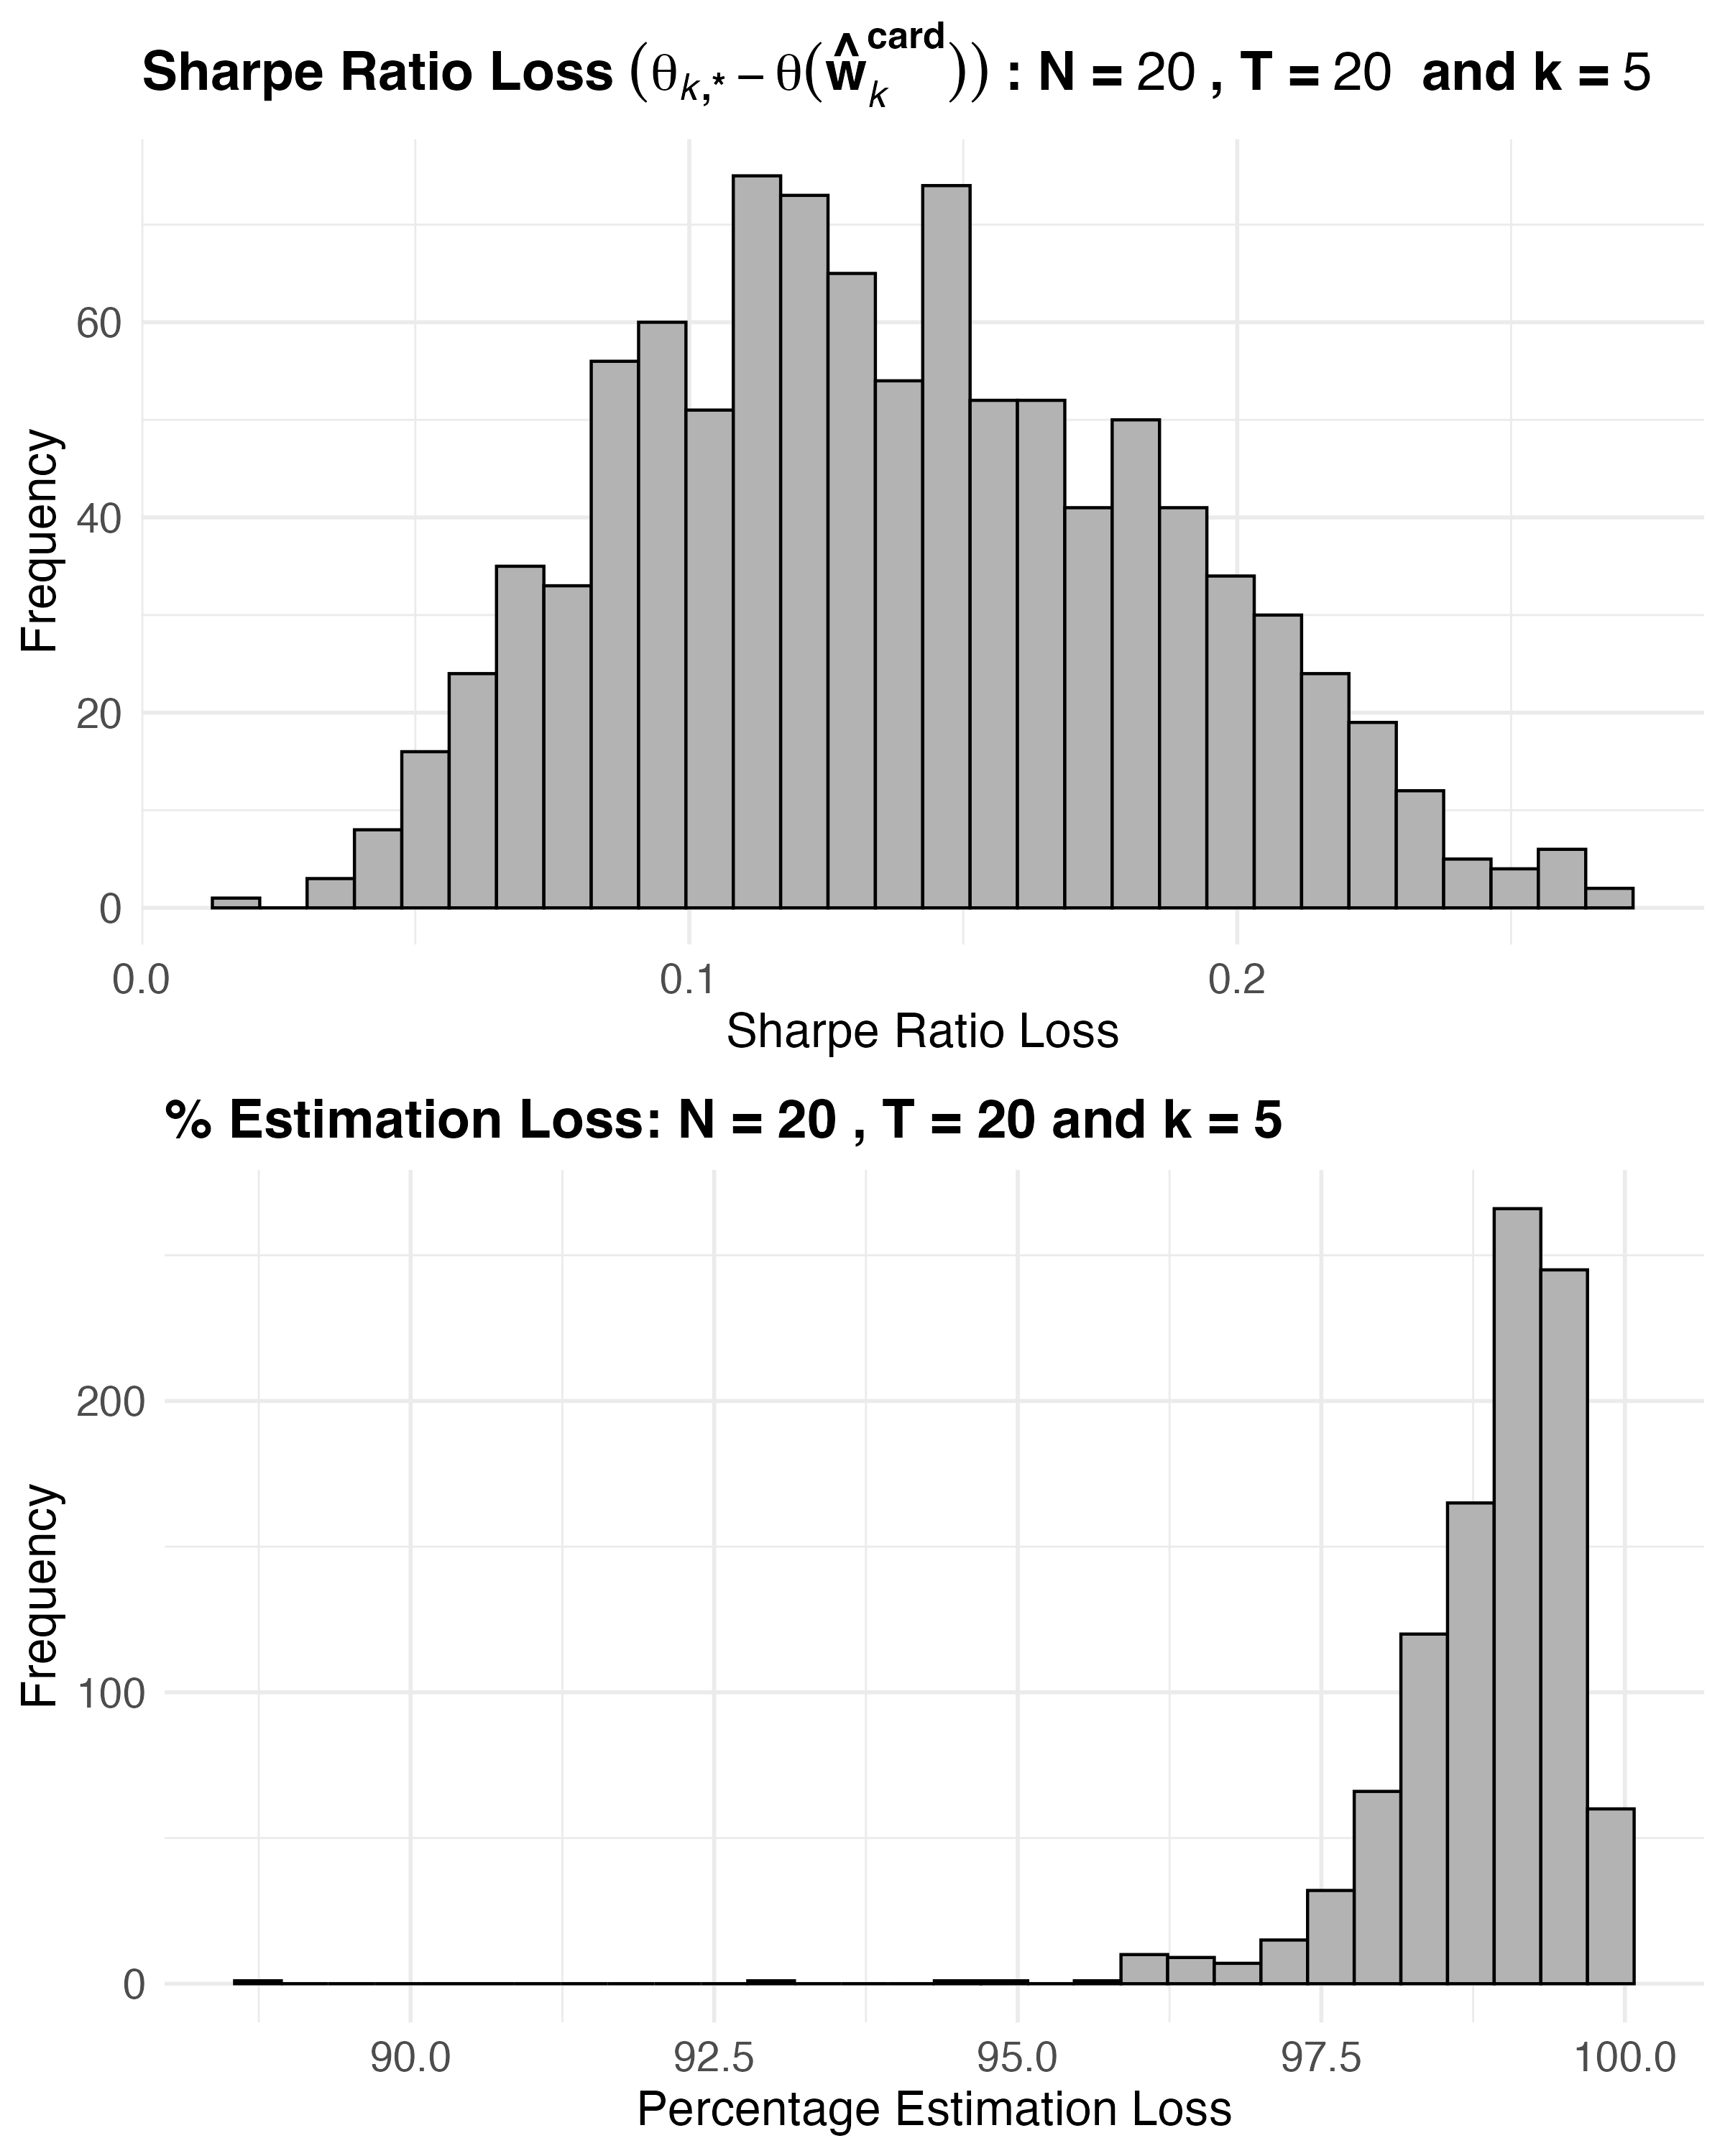 Sharpe Ratio Loss (θk,* − θ(ŵk^card)) : N = 20 , T = 20 and k = 5
Frequency
60
40
20
0
0.0 0.1 0.2
Sharpe Ratio Loss
% Estimation Loss: N = 20 , T = 20 and k = 5
Frequency
200
100
0
90.0 92.5 95.0 97.5 100.0
Percentage Estimation Loss